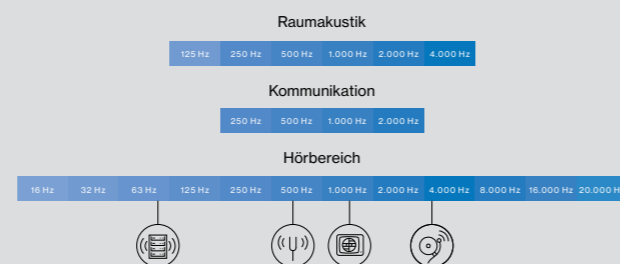 Raumakustik
125 Hz 250 Hz 500 Hz 1.000 Hz 2.000 Hz 4.000 Hz
Kommunikation
250 Hz 500 Hz 1.000 Hz 2.000 Hz
Hörbereich
16 Hz 32 Hz 63 Hz 125 Hz 250 Hz 500 Hz 1.000 Hz 2.000 Hz 4.000 Hz 8.000 Hz 16.000 Hz 20.000 H